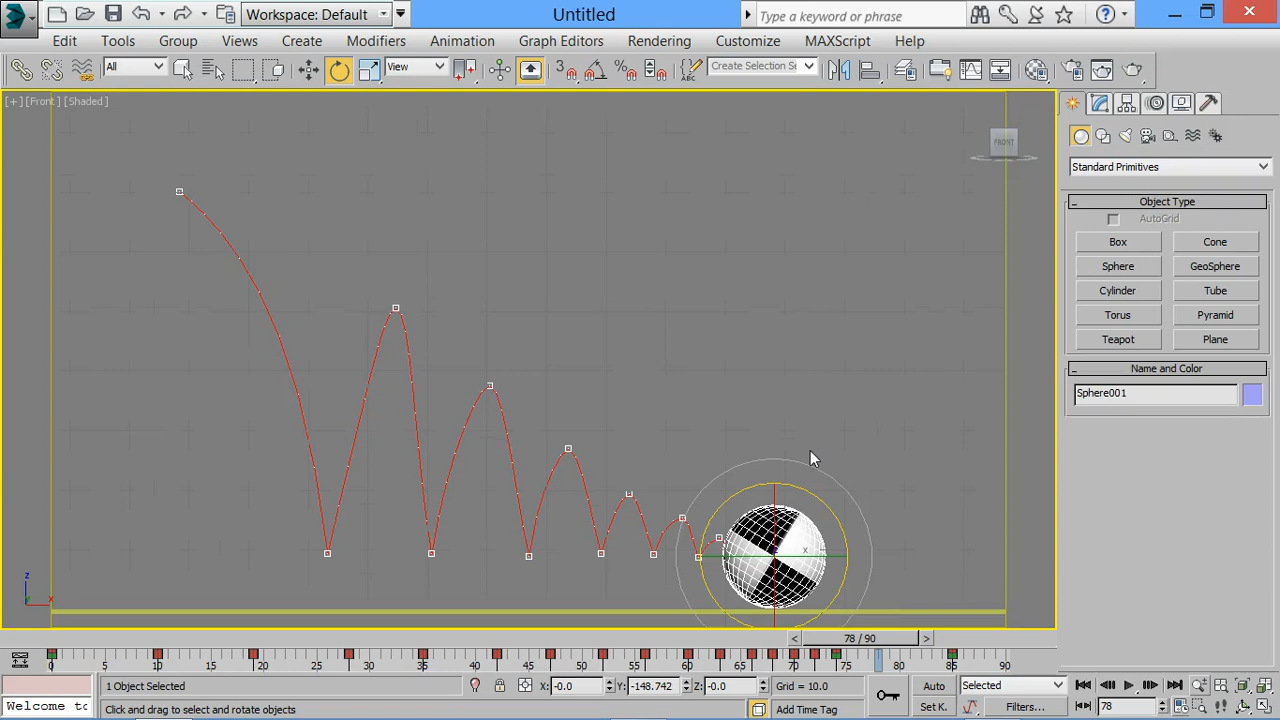 Workspace: Default
Untitled
Type a keyword or phrase
Edit Tools Group Views Create Modifiers Animation Graph Editors Rendering Customize MAXScript Help
All
View
3
Create Selection Se
[+] [Front] [Shaded]
FRONT
Standard Primitives
Object Type
AutoGrid
Box Cone
Sphere GeoSphere
Cylinder Tube
Torus Pyramid
Teapot Plane
Name and Color
Sphere001
z
x
z
x
78 / 90
0 5 10 15 20 25 30 35 40 45 50 55 60 65 70 75 80 85 90
1 Object Selected
X: -0.0 Y: -148.742 Z: -0.0
Grid = 10.0
Auto
Selected
Welcome to
Click and drag to select and rotate objects
Add Time Tag
Set K.
Filters...
78